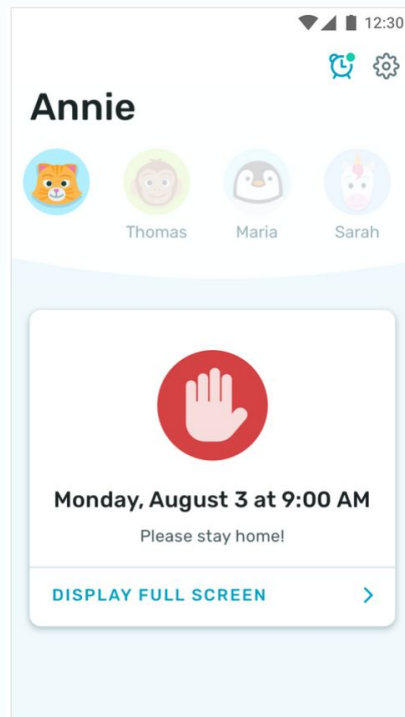 12:30
Annie
Thomas Maria Sarah
Monday, August 3 at 9:00 AM
Please stay home!
DISPLAY FULL SCREEN